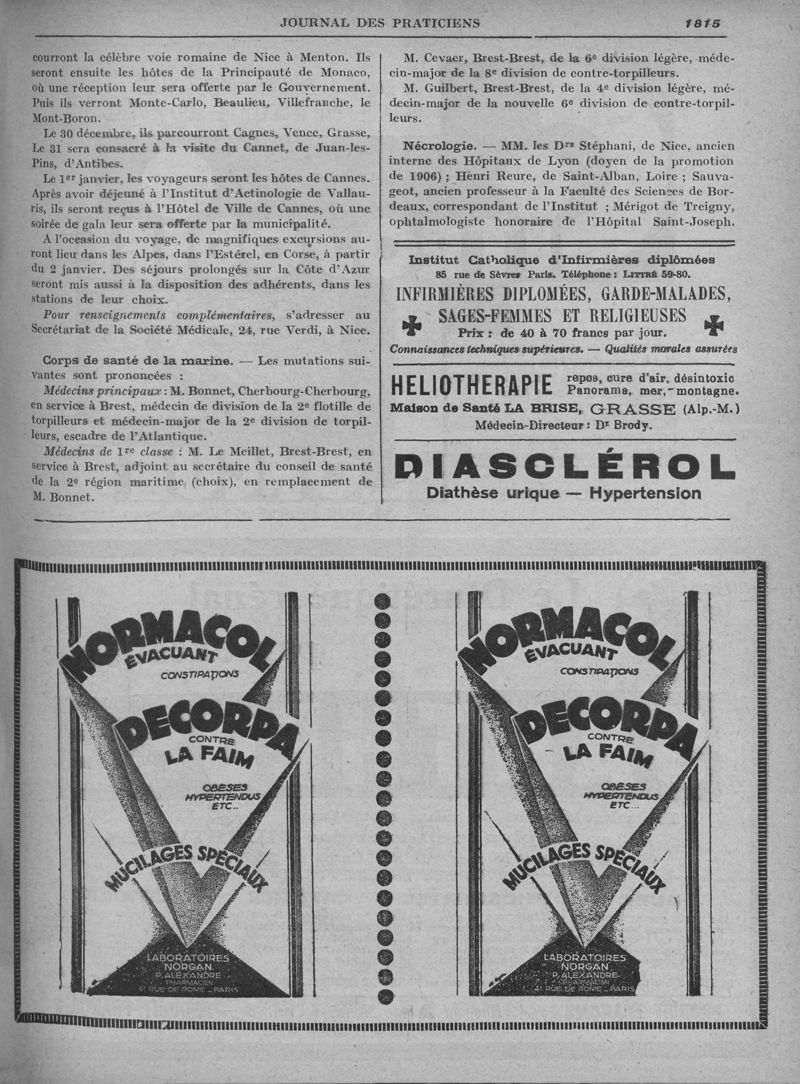 JOURNAL DES PRATICIENS
1815
courront la célèbre voie romaine de Nice à Menton. Ils
seront ensuite les hôtes de la Principauté de Monaco,
où une réception leur sera offerte par le Gouvernement.
Puis ils verront Monte-Carlo, Beaulieu, Villefranche, le
Mont-Boron.
Le 30 décembre, ils parcourront Cagnes, Vence, Grasse,
Le 31 sera consacré à la visite du Cannet, de Juan-les-
Pins, d'Antibes.
Le 1er janvier, les voyageurs seront les hôtes de Cannes.
Après avoir déjeuné à l'Institut d'Actinologie de Vallau-
ris, ils seront reçus à l'Hôtel de Ville de Cannes, où une
soirée de gala leur sera offerte par la municipalité.
A l'occasion du voyage, de magnifiques excursions au-
ront lieu dans les Alpes, dans l'Estérel, en Corse, à partir
du 2 janvier. Des séjours prolongés sur la Côte d'Azur
seront mis aussi à la disposition des adhérents, dans les
stations de leur choix.
Pour renseignements complémentaires, s'adresser au
Secrétariat de la Société Médicale, 24, rue Verdi, à Nice.
Corps de santé de la marine. — Les mutations sui-
vantes sont prononcées :
Médecins principaux : M. Bonnet, Cherbourg-Cherbourg,
en service à Brest, médecin de division de la 2e flotille de
torpilleurs et médecin-major de la 2e division de torpil-
leurs, escadre de l'Atlantique.
Médecins de 1re classe : M. Le Meillet, Brest-Brest, en
service à Brest, adjoint au secrétaire du conseil de santé
de la 2e région maritime (choix), en remplacement de
M. Bonnet.
M. Cevaer, Brest-Brest, de la 6e division légère, méde-
cin-major de la 8e division de contre-torpilleurs.
M. Guilbert, Brest-Brest, de la 4e division légère, mé-
decin-major de la nouvelle 6e division de contre-torpil-
leurs.
Nécrologie. — MM. les Drs Stéphani, de Nice, ancien
interne des Hôpitaux de Lyon (doyen de la promotion
de 1906) ; Henri Reure, de Saint-Alban, Loire ; Sauva-
geot, ancien professeur à la Faculté des Sciences de Bor-
deaux, correspondant de l'Institut ; Mérigot de Treigny,
ophtalmologiste honoraire de l'Hôpital Saint-Joseph.
Institut Catholique d'Infirmières diplômées
85 rue de Sèvres Paris. Téléphone : LITTRÉ 59-80.
INFIRMIÈRES DIPLOMÉES, GARDE-MALADES,
SAGES-FEMMES ET RELIGIEUSES
Prix : de 40 à 70 francs par jour.
Connaissances techniques supérieures. — Qualités morales assurées
HELIOTHERAPIE
repos, cure d'air, désintoxic
Panorama, mer, montagne.
Maison de Santé LA BRISE, GRASSE (Alp.-M.)
Médecin-Directeur : Dr Brody.
DIASCLÉROL
Diathèse urique — Hypertension
NORMACOL
ÉVACUANT
CONSTIPATIONS
DECORPA
CONTRE
LA FAIM
OBÈSES
HYPERTENDUS
ETC...
MUCILAGES SPÉCIAUX
LABORATOIRES
NORGAN
P. ALEXANDRE
PHARMACIEN
41 RUE DE ROME - PARIS
NORMACOL
ÉVACUANT
CONSTIPATIONS
DECORPA
CONTRE
LA FAIM
OBÈSES
HYPERTENDUS
ETC...
MUCILAGES SPÉCIAUX
LABORATOIRES
NORGAN
P. ALEXANDRE
PHARMACIEN
41 RUE DE ROME - PARIS